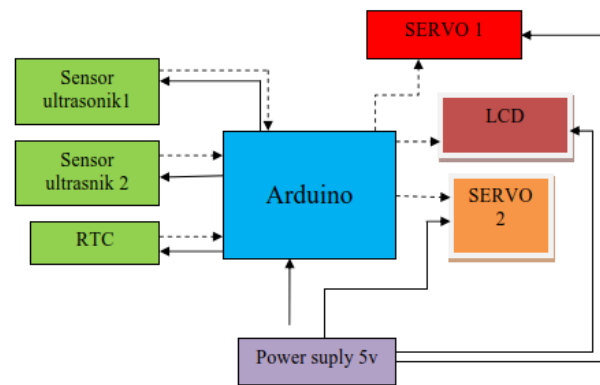 SERVO 1
Sensor
ultrasonik1
LCD
Sensor
ultrasnik 2
Arduino
SERVO
2
RTC
Power suply 5v